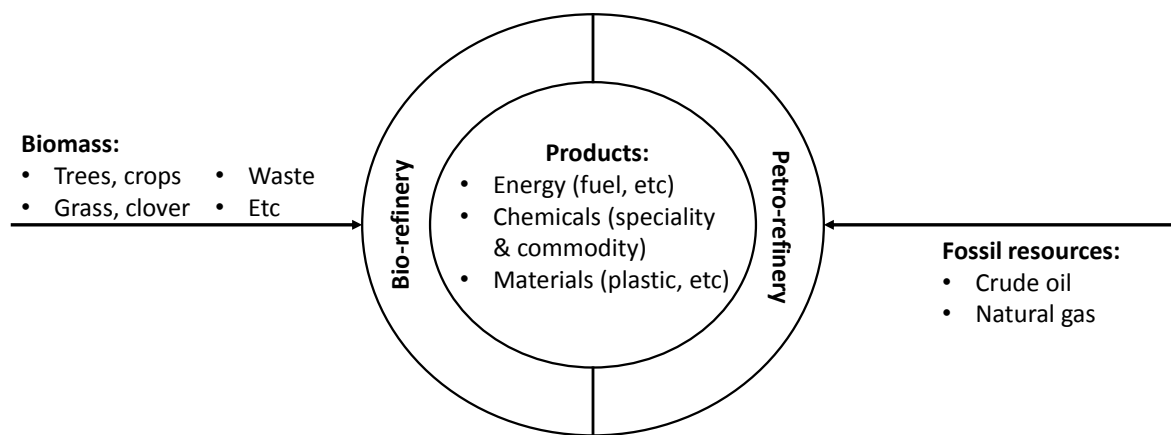 Biomass:
• Trees, crops
• Grass, clover
• Waste
• Etc
Bio-refinery
Products:
• Energy (fuel, etc)
• Chemicals (speciality
& commodity)
• Materials (plastic, etc)
Petro-refinery
Fossil resources:
• Crude oil
• Natural gas